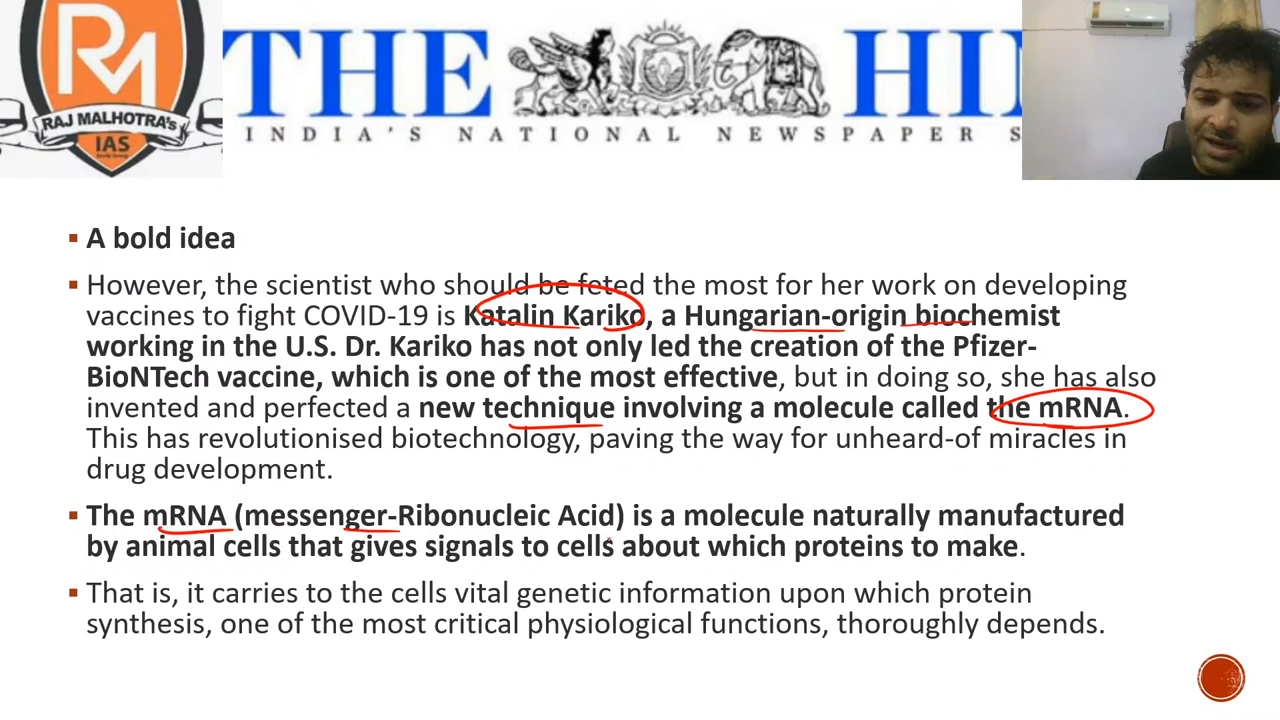 RM
RAJ MALHOTRA's
IAS
Study Group
THE HI
INDIA'S NATIONAL NEWSPAPER S
A bold idea
However, the scientist who should be feted the most for her work on developing
vaccines to fight COVID-19 is Katalin Kariko, a Hungarian-origin biochemist
working in the U.S. Dr. Kariko has not only led the creation of the Pfizer-
BioNTech vaccine, which is one of the most effective, but in doing so, she has also
invented and perfected a new technique involving a molecule called the mRNA.
This has revolutionised biotechnology, paving the way for unheard-of miracles in
drug development.
The mRNA (messenger-Ribonucleic Acid) is a molecule naturally manufactured
by animal cells that gives signals to cells about which proteins to make.
That is, it carries to the cells vital genetic information upon which protein
synthesis, one of the most critical physiological functions, thoroughly depends.